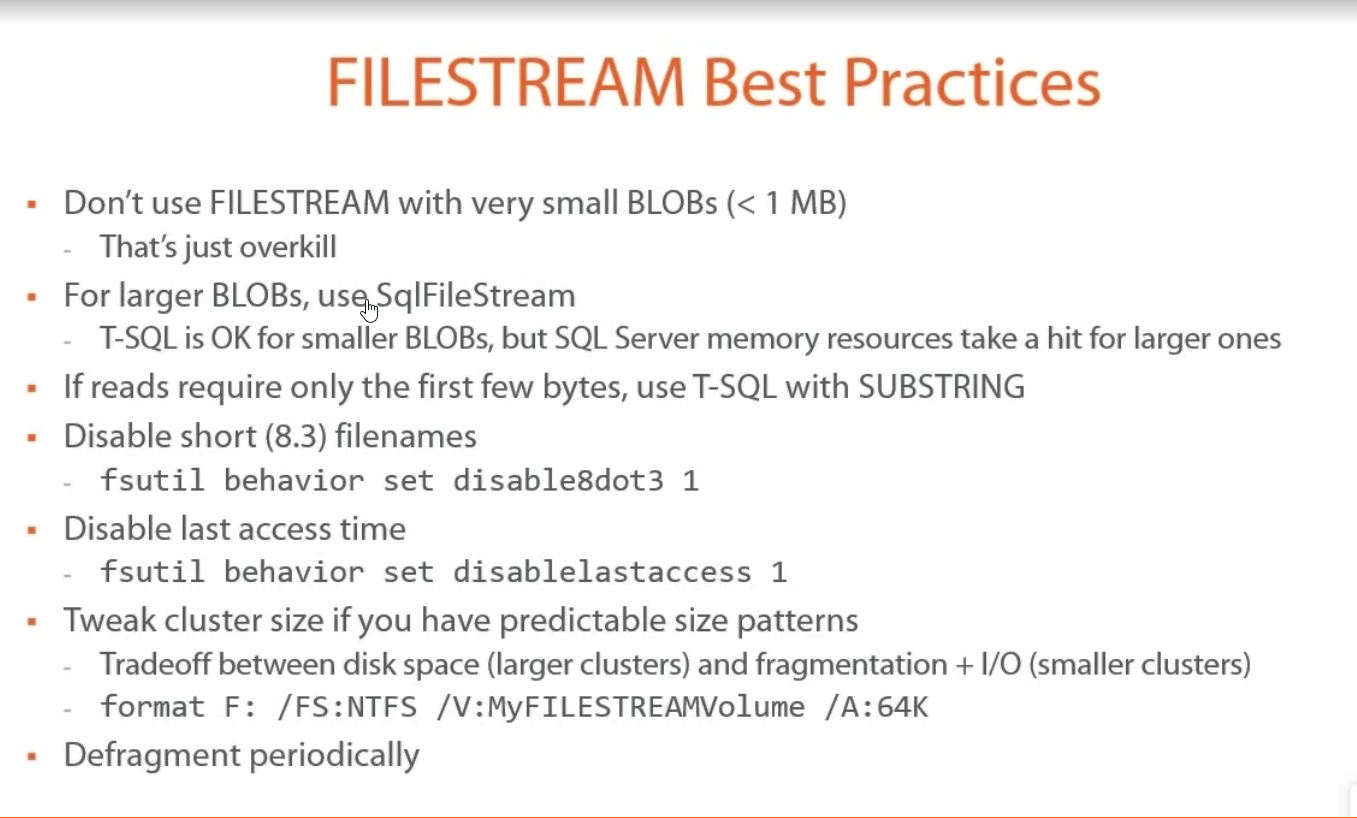 FILESTREAM Best Practices
▪ Don't use FILESTREAM with very small BLOBs (< 1 MB)
- That's just overkill
▪ For larger BLOBs, use SqlFileStream
- T-SQL is OK for smaller BLOBs, but SQL Server memory resources take a hit for larger ones
▪ If reads require only the first few bytes, use T-SQL with SUBSTRING
▪ Disable short (8.3) filenames
- fsutil behavior set disable8dot3 1
▪ Disable last access time
- fsutil behavior set disablelastaccess 1
▪ Tweak cluster size if you have predictable size patterns
- Tradeoff between disk space (larger clusters) and fragmentation + I/O (smaller clusters)
- format F: /FS:NTFS /V:MyFILESTREAMVolume /A:64K
▪ Defragment periodically